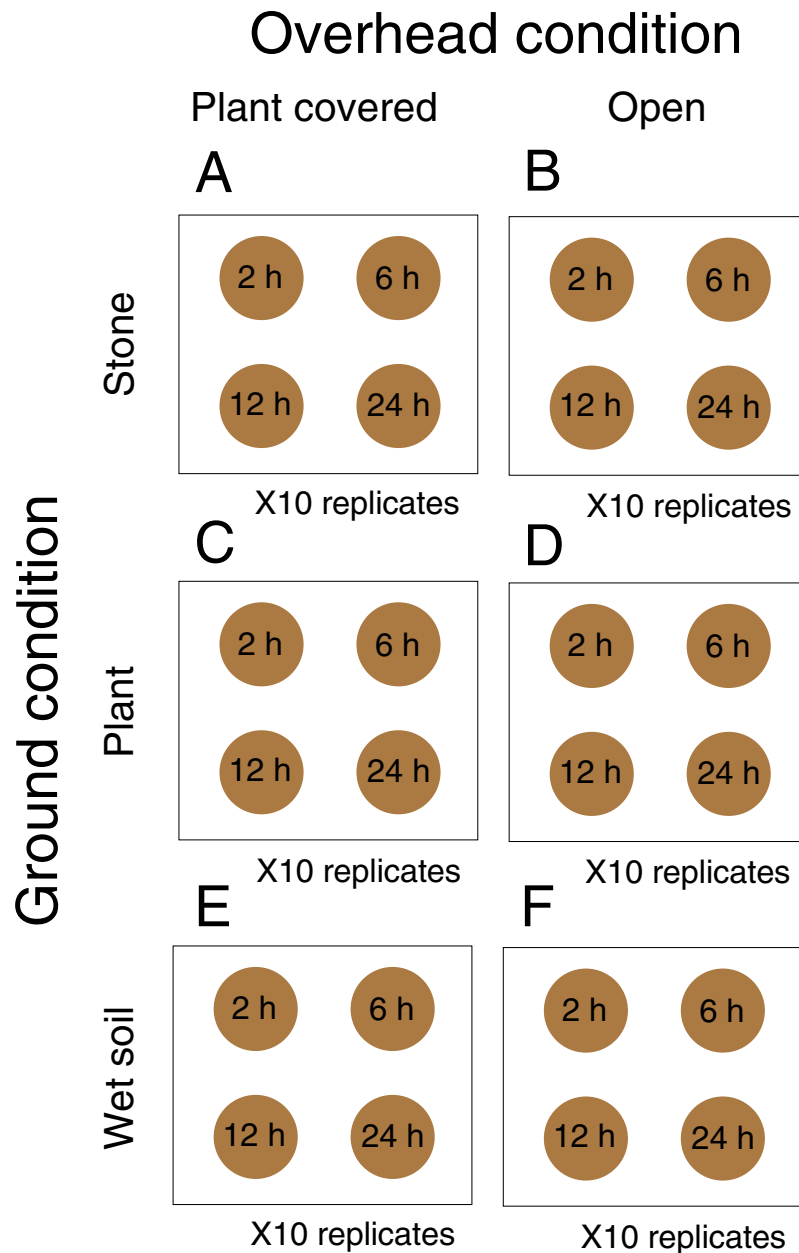 Overhead condition
Plant covered
Open
Ground condition
Stone
A
B
2 h
6 h
2 h
6 h
12 h
24 h
12 h
24 h
X10 replicates
X10 replicates
Plant
C
D
2 h
6 h
2 h
6 h
12 h
24 h
12 h
24 h
X10 replicates
X10 replicates
Wet soil
E
F
2 h
6 h
2 h
6 h
12 h
24 h
12 h
24 h
X10 replicates
X10 replicates